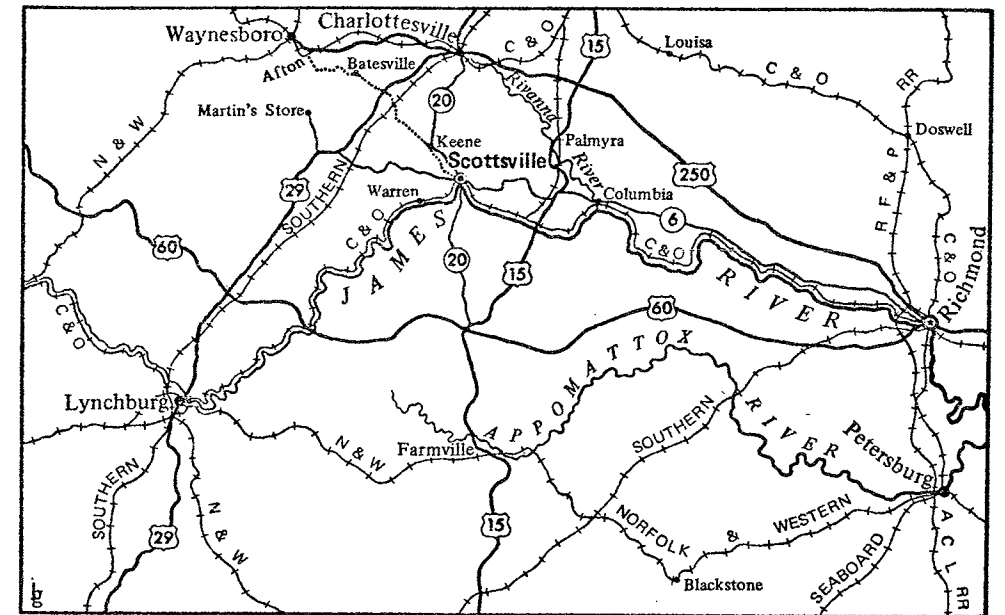 Waynesboro
Charlottesville
C & O
15
Louisa
C & O
RR
Afton
Batesville
Rivanna
River
20
Martin's Store
N & W
Keene
Palmyra
Doswell
Scottsville
250
R F & P
29
SOUTHERN
Warren
Columbia
6
C & O
C & O
C & O
60
JAMES
RIVER
20
15
Richmond
C & O
60
APPOMATTOX
RIVER
Lynchburg
SOUTHERN
Farmville
N & W
Petersburg
SOUTHERN
N & W
29
15
NORFOLK & WESTERN
A C L RR
SEABOARD
Blackstone